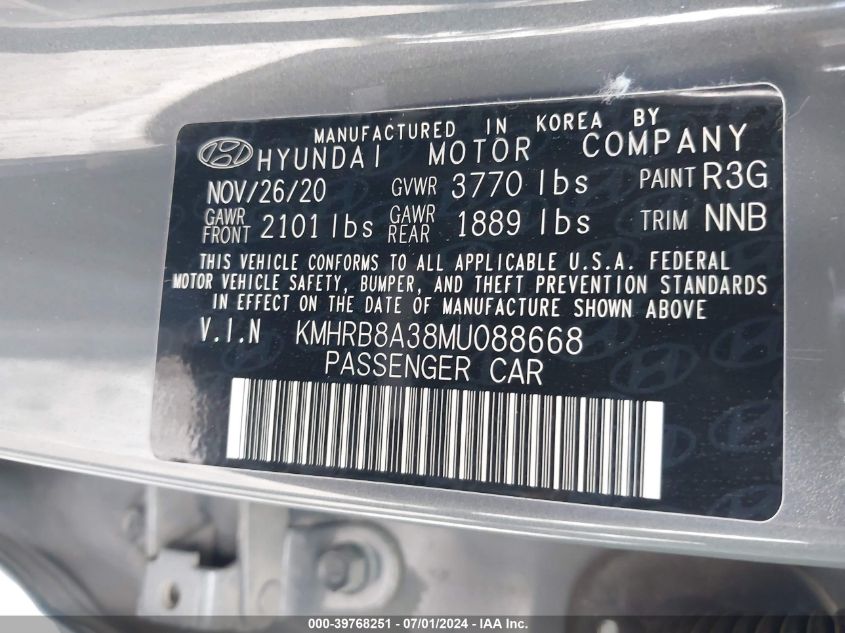 MANUFACTURED IN KOREA BY
HYUNDAI MOTOR COMPANY
NOV/26/20 GVWR 3770 lbs PAINT R3G
GAWR FRONT 2101 lbs GAWR REAR 1889 lbs TRIM NNB
THIS VEHICLE CONFORMS TO ALL APPLICABLE U.S.A. FEDERAL
MOTOR VEHICLE SAFETY, BUMPER, AND THEFT PREVENTION STANDARDS
IN EFFECT ON THE DATE OF MANUFACTURE SHOWN ABOVE
V.I.N KMHRB8A38MU088668
PASSENGER CAR
000-39768251 - 07/01/2024 - IAA Inc.